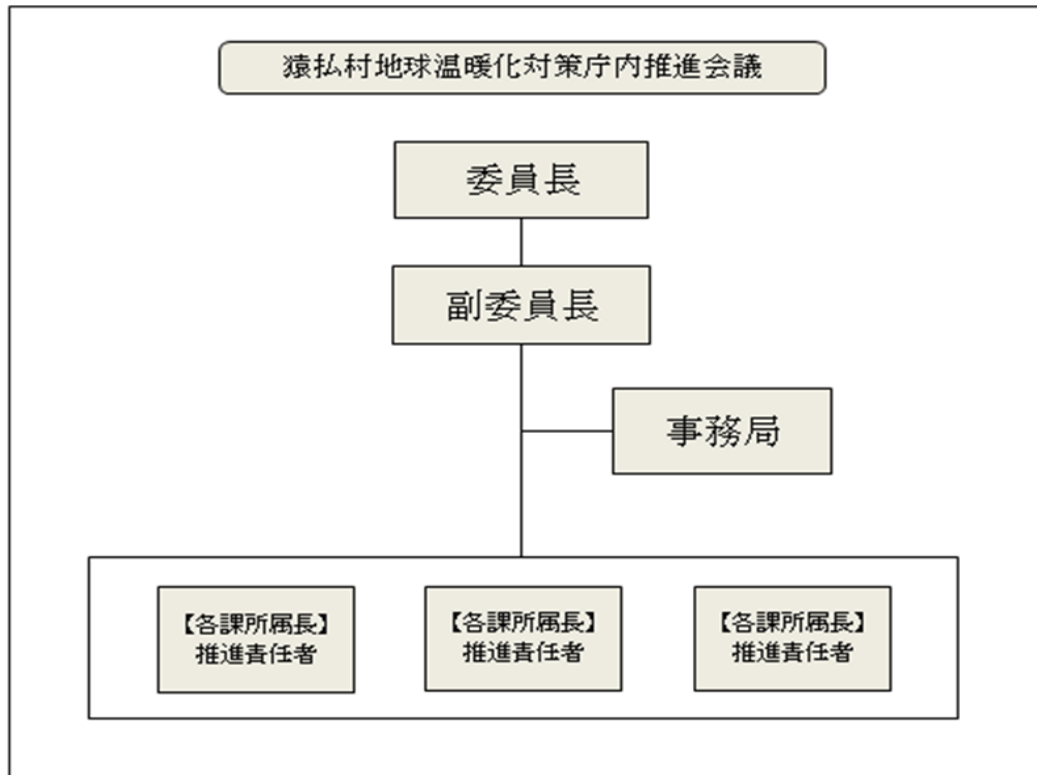 猿払村地球温暖化対策庁内推進会議
委員長
副委員長
事務局
【各課所属長】
推進責任者
【各課所属長】
推進責任者
【各課所属長】
推進責任者